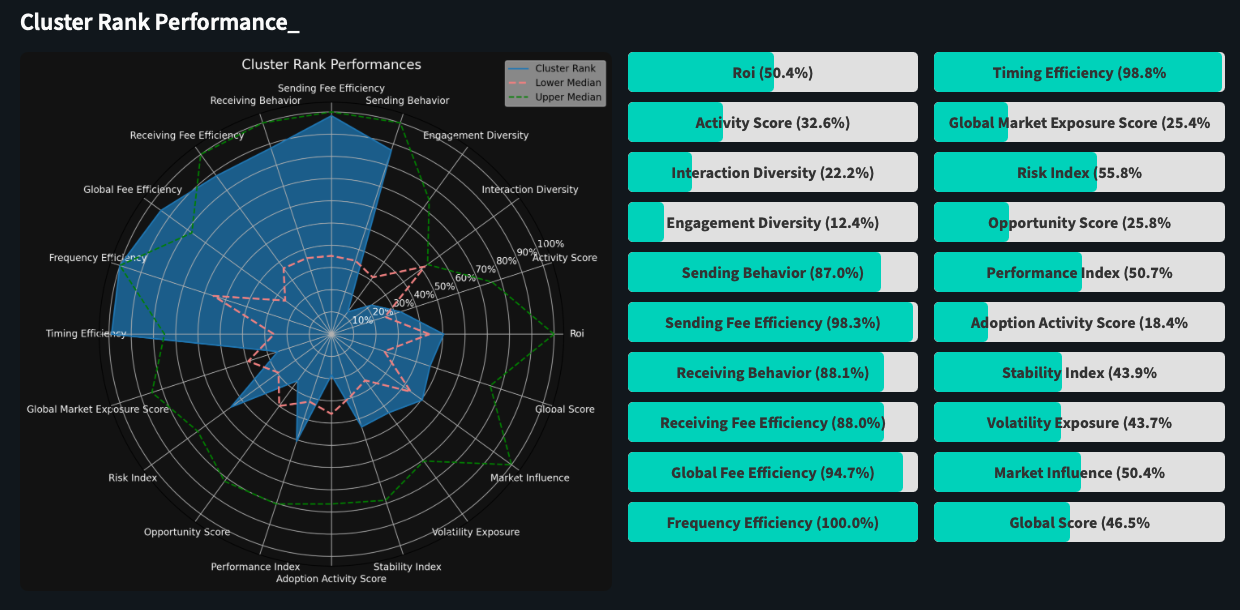 Cluster Rank Performance_
Cluster Rank Performances
Cluster Rank
Lower Median
Upper Median
Sending Fee Efficiency
Receiving Behavior
Sending Behavior
Receiving Fee Efficiency
Engagement Diversity
Global Fee Efficiency
Interaction Diversity
Frequency Efficiency
Activity Score
100%
90%
80%
70%
60%
50%
40%
30%
20%
10%
Timing Efficiency
Roi
Global Market Exposure Score
Global Score
Risk Index
Market Influence
Opportunity Score
Volatility Exposure
Performance Index
Stability Index
Adoption Activity Score
Roi (50.4%)
Activity Score (32.6%)
Interaction Diversity (22.2%)
Engagement Diversity (12.4%)
Sending Behavior (87.0%)
Sending Fee Efficiency (98.3%)
Receiving Behavior (88.1%)
Receiving Fee Efficiency (88.0%)
Global Fee Efficiency (94.7%)
Frequency Efficiency (100.0%)
Timing Efficiency (98.8%
Global Market Exposure Score (25.4%
Risk Index (55.8%
Opportunity Score (25.8%
Performance Index (50.7%
Adoption Activity Score (18.4%
Stability Index (43.9%
Volatility Exposure (43.7%
Market Influence (50.4%
Global Score (46.5%